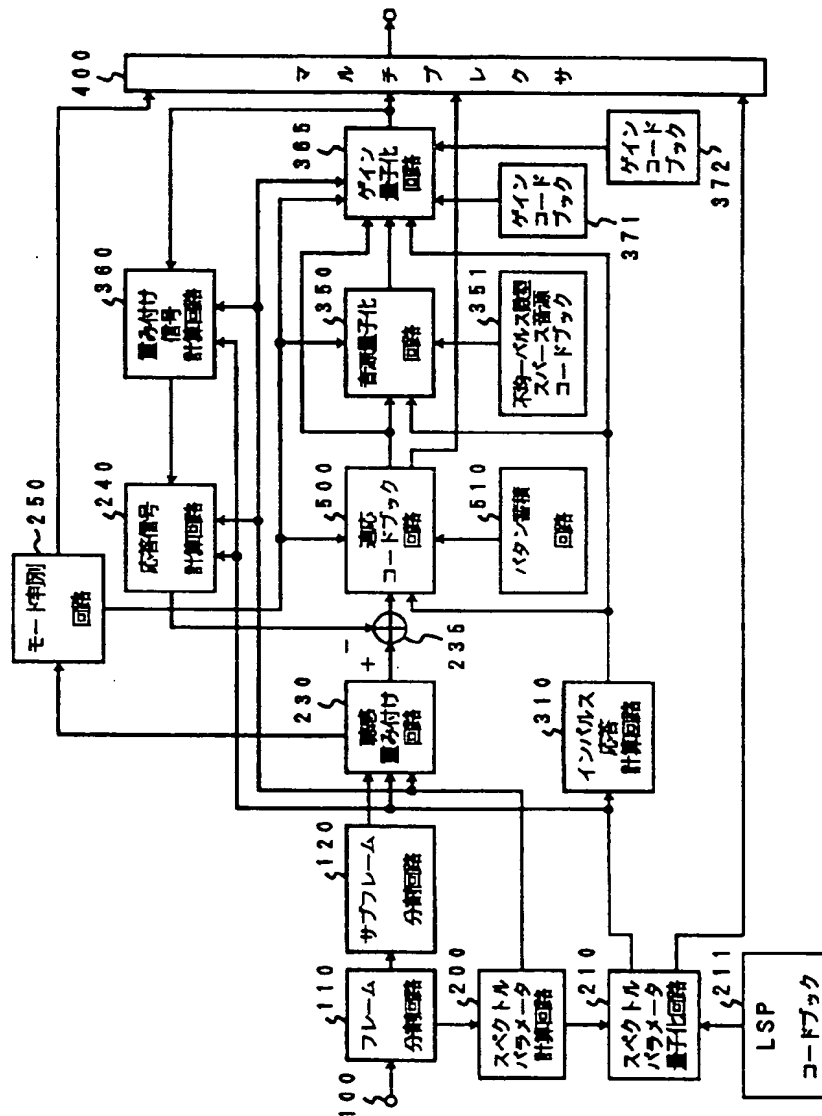 100
110
フレーム
分割回路
120
サブフレーム
分割回路
200
スペクトル
パラメータ
計算回路
210
スペクトル
パラメータ
量子化回路
211
LSP
コードブック
230
聴感
重み付け
回路
+
-
235
250
モード判別
回路
240
応答信号
計算回路
360
重み付け
信号
計算回路
310
インパルス
応答
計算回路
500
適応
コードブック
回路
510
パタン蓄積
回路
350
音源量子化
回路
351
不均一パルス数型
スパース音源
コードブック
365
ゲイン
量子化
回路
371
ゲイン
コード
ブック
372
ゲイン
コード
ブック
400
マルチプレクサ